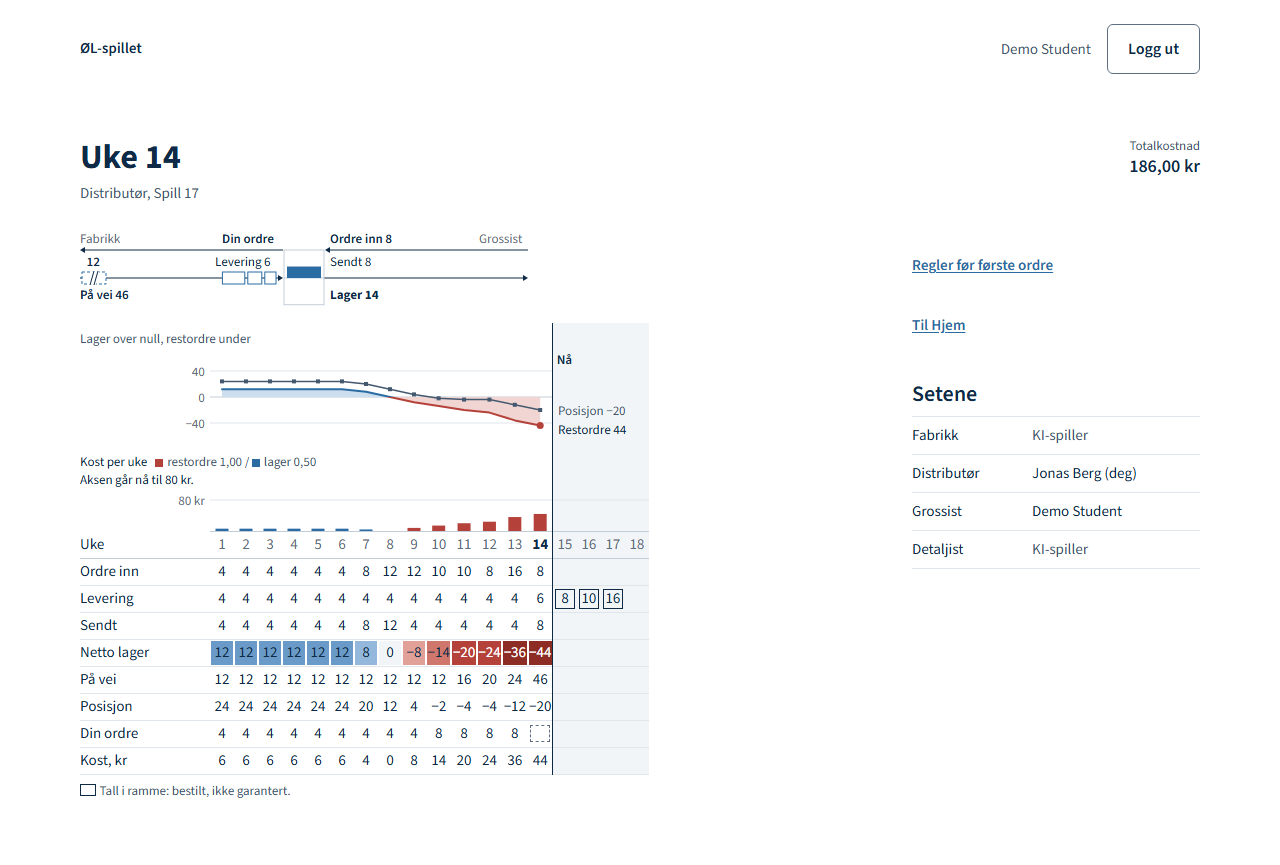 ØL-spillet
Demo Student
Logg ut
Uke 14
Totalkostnad
186,00 kr
Distributør, Spill 17
Fabrikk Din ordre Ordre inn 8 Grossist
12 Levering 6 Sendt 8
På vei 46 Lager 14
Regler før første ordre
Til Hjem
Lager over null, restordre under
Nå
40
0
−40
Posisjon −20
Restordre 44
Kost per uke restordre 1,00 / lager 0,50
Aksen går nå til 80 kr.
80 kr
Uke 1 2 3 4 5 6 7 8 9 10 11 12 13 14 15 16 17 18
Ordre inn 4 4 4 4 4 4 8 12 12 10 10 8 16 8
Levering 4 4 4 4 4 4 4 4 4 4 4 4 4 6 8 10 16
Sendt 4 4 4 4 4 4 8 12 4 4 4 4 4 8
Netto lager 12 12 12 12 12 12 8 0 −8 −14 −20 −24 −36 −44
På vei 12 12 12 12 12 12 12 12 12 12 16 20 24 46
Posisjon 24 24 24 24 24 24 20 12 4 −2 −4 −4 −12 −20
Din ordre 4 4 4 4 4 4 4 4 4 8 8 8 8
Kost, kr 6 6 6 6 6 6 4 0 8 14 20 24 36 44
Tall i ramme: bestilt, ikke garantert.
Setene
Fabrikk KI-spiller
Distributør Jonas Berg (deg)
Grossist Demo Student
Detaljist KI-spiller